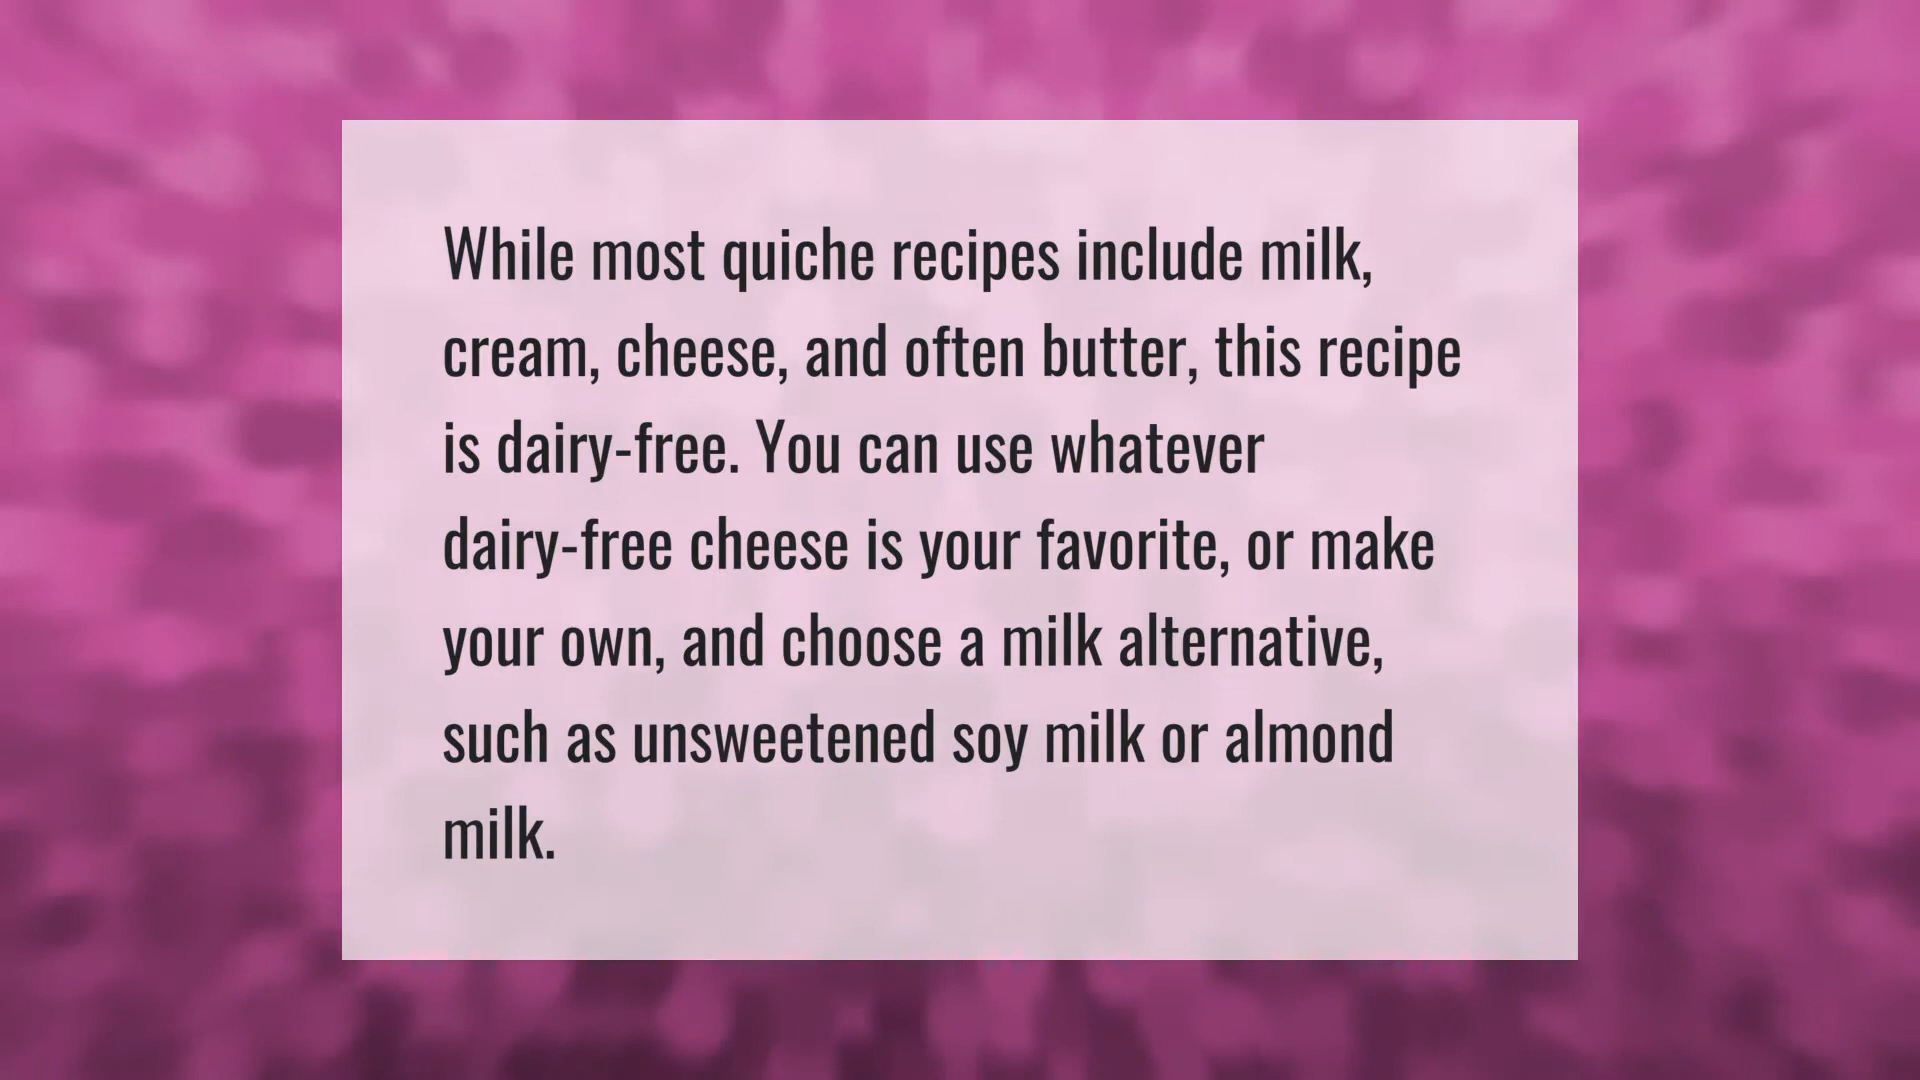 While most quiche recipes include milk,
cream, cheese, and often butter, this recipe
is dairy-free. You can use whatever
dairy-free cheese is your favorite, or make
your own, and choose a milk alternative,
such as unsweetened soy milk or almond
milk.